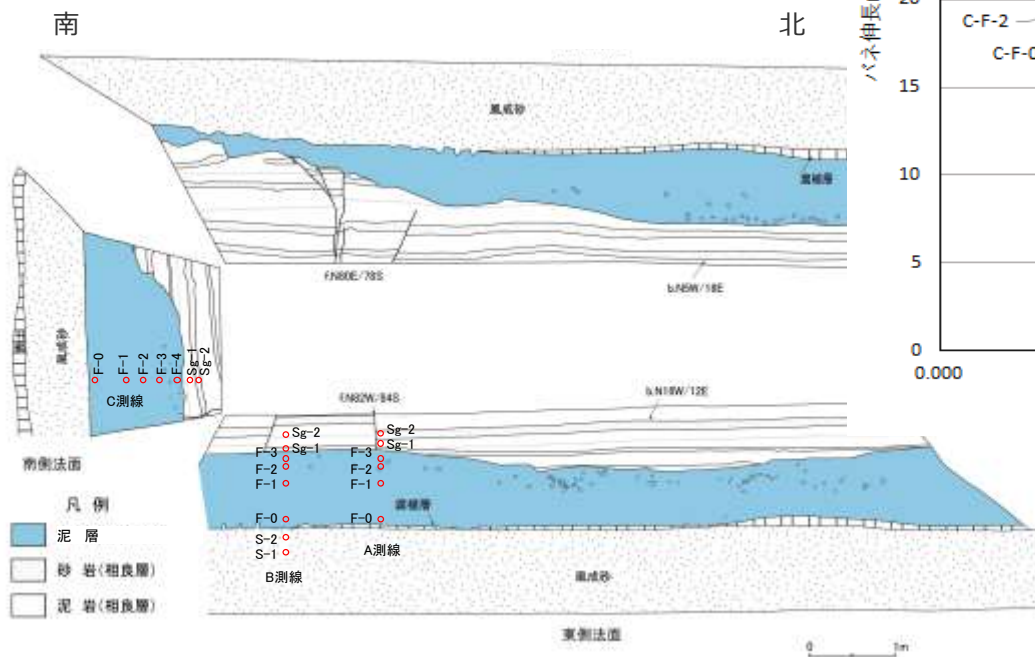 南
北
バネ伸長
20
C-F-2
C-F-0
15
10
5
0
0.000
風成砂
腐植層
f.N80E/78S
b.N5W/18E
風成砂
F-0
F-1
F-2
F-3
F-4
Sg-1
Sg-2
C測線
南側法面
f.N82W/84S
b.N16W/12E
Sg-2
Sg-1
F-3
F-2
F-1
F-0
S-2
S-1
B測線
Sg-2
Sg-1
F-3
F-2
F-1
F-0
A測線
腐植層
風成砂
東側法面
凡 例
泥 層
砂 岩(相良層)
泥 岩(相良層)
0
1m